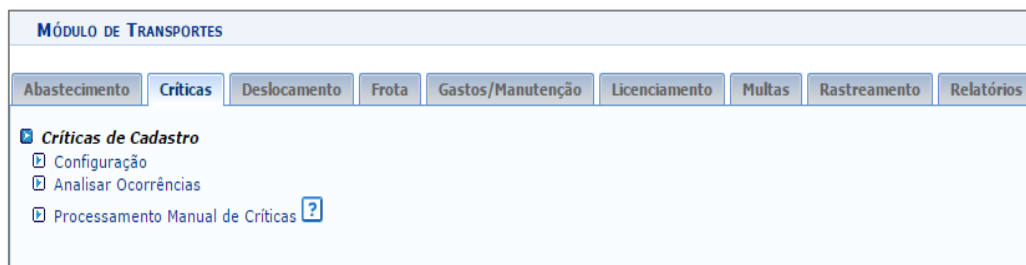 MÓDULO DE TRANSPORTES
Abastecimento Críticas Deslocamento Frota Gastos/Manutenção Licenciamento Multas Rastreamento Relatórios
Críticas de Cadastro
Configuração
Analisar Ocorrências
Processamento Manual de Críticas ?